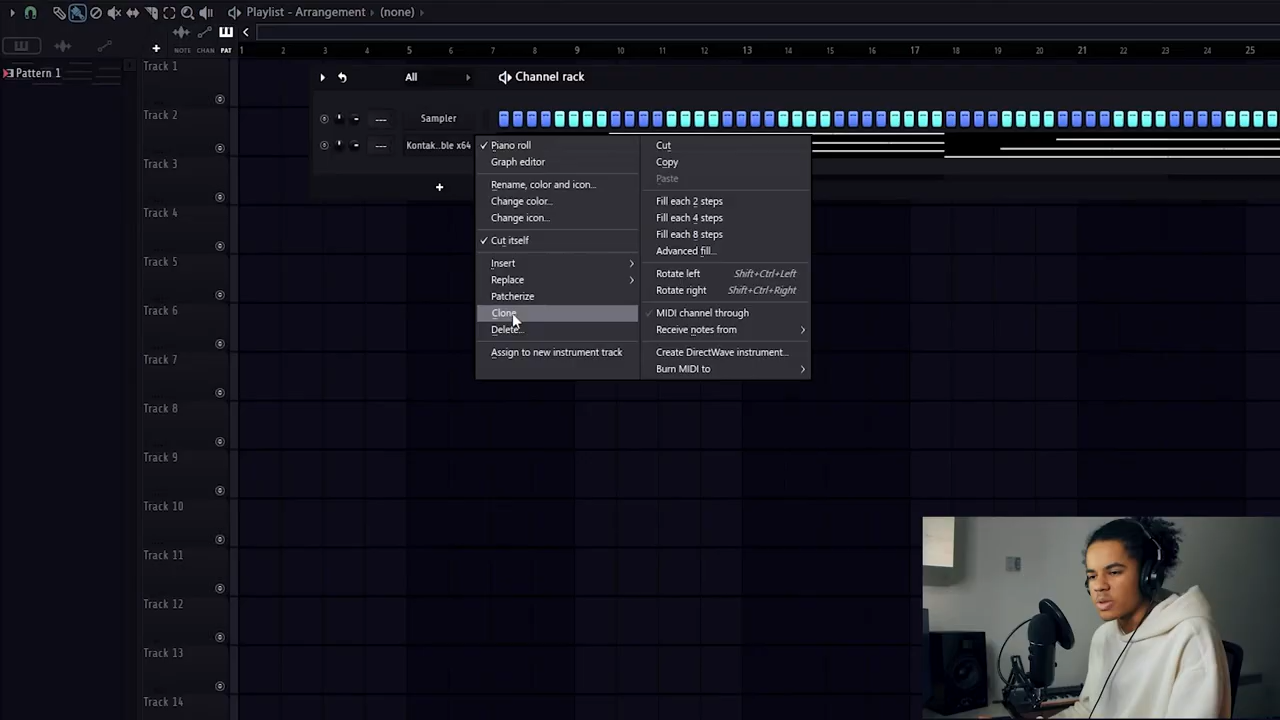 Playlist - Arrangement › (none) ›
NOTE CHAN PAT
1 2 3 4 5 6 7 8 9 10 11 12 13 14 15 16 17 18 19 20 21 22 23 24 25
Pattern 1
Track 1
All
Channel rack
Track 2
Sampler
Track 3
Kontak..ble x64
+
Piano roll
Graph editor
Rename, color and icon...
Change color...
Change icon...
Cut itself
Insert
Replace
Patcherize
Clone
Delete...
Assign to new instrument track
Cut
Copy
Paste
Fill each 2 steps
Fill each 4 steps
Fill each 8 steps
Advanced fill...
Rotate left Shift+Ctrl+Left
Rotate right Shift+Ctrl+Right
MIDI channel through
Receive notes from
Create DirectWave instrument...
Burn MIDI to
Track 4
Track 5
Track 6
Track 7
Track 8
Track 9
Track 10
Track 11
Track 12
Track 13
Track 14